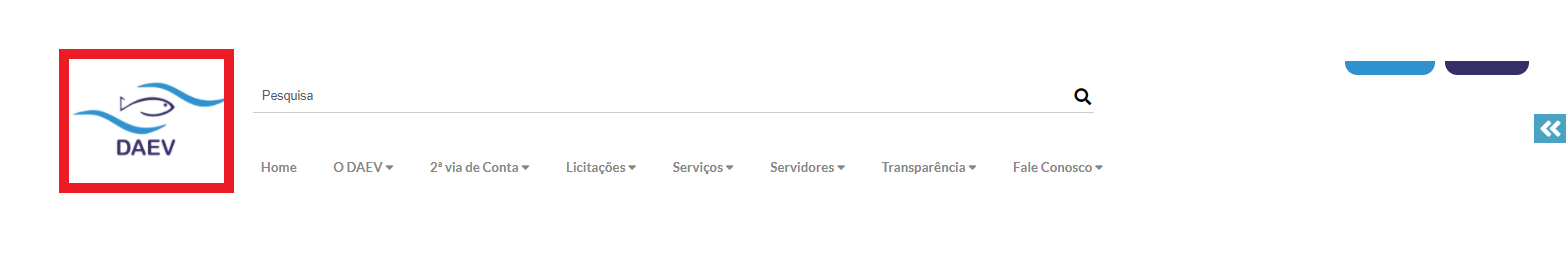 Pesquisa
DAEV
Home O DAEV 2ª via de Conta Licitações Serviços Servidores Transparência Fale Conosco